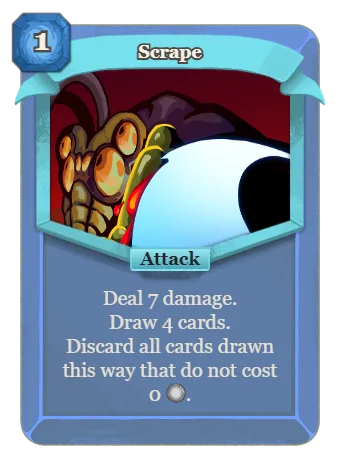 1
Scrape
Attack
Deal 7 damage.
Draw 4 cards.
Discard all cards drawn
this way that do not cost
0 .